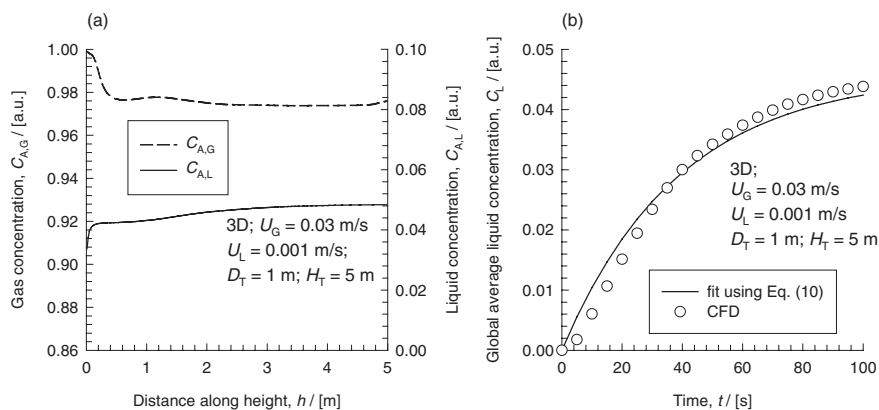 (a)
1.00
0.98
0.96
0.94
0.92
0.90
0.88
0.86
Gas concentration, C_A,G / [a.u.]
0.10
0.08
0.06
0.04
0.02
0.00
Liquid concentration, C_A,L / [a.u.]
C_A,G
C_A,L
3D; U_G = 0.03 m/s
U_L = 0.001 m/s;
D_T = 1 m; H_T = 5 m
0 1 2 3 4 5
Distance along height, h / [m]
(b)
0.05
0.04
0.03
0.02
0.01
0.00
Global average liquid concentration, C_L / [a.u.]
3D;
U_G = 0.03 m/s
U_L = 0.001 m/s
D_T = 1 m; H_T = 5 m
fit using Eq. (10)
CFD
0 20 40 60 80 100
Time, t / [s]